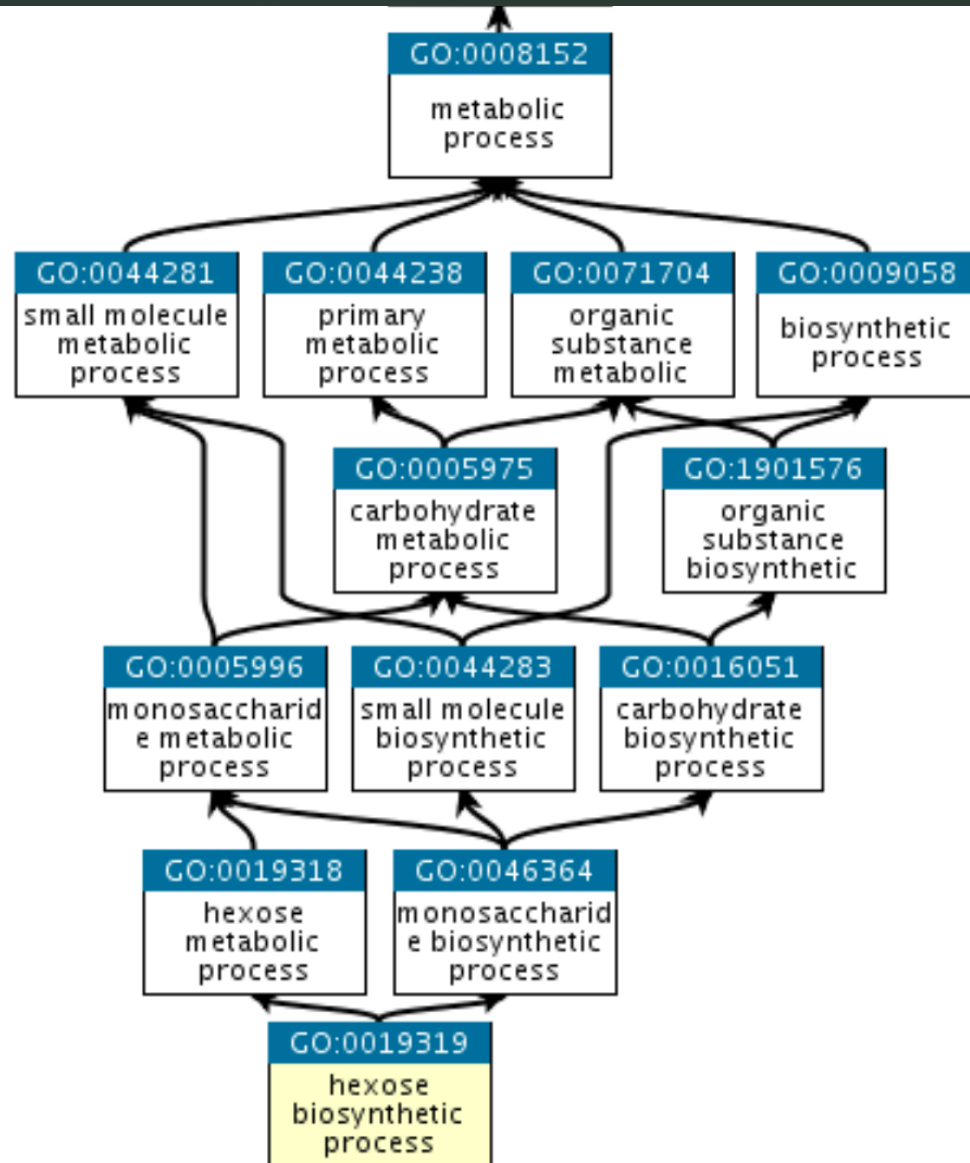 GO:0008152
metabolic
process
GO:0044281
small molecule
metabolic
process
GO:0044238
primary
metabolic
process
GO:0071704
organic
substance
metabolic
GO:0009058
biosynthetic
process
GO:0005975
carbohydrate
metabolic
process
GO:1901576
organic
substance
biosynthetic
GO:0005996
monosaccharid
e metabolic
process
GO:0044283
small molecule
biosynthetic
process
GO:0016051
carbohydrate
biosynthetic
process
GO:0019318
hexose
metabolic
process
GO:0046364
monosaccharid
e biosynthetic
process
GO:0019319
hexose
biosynthetic
process